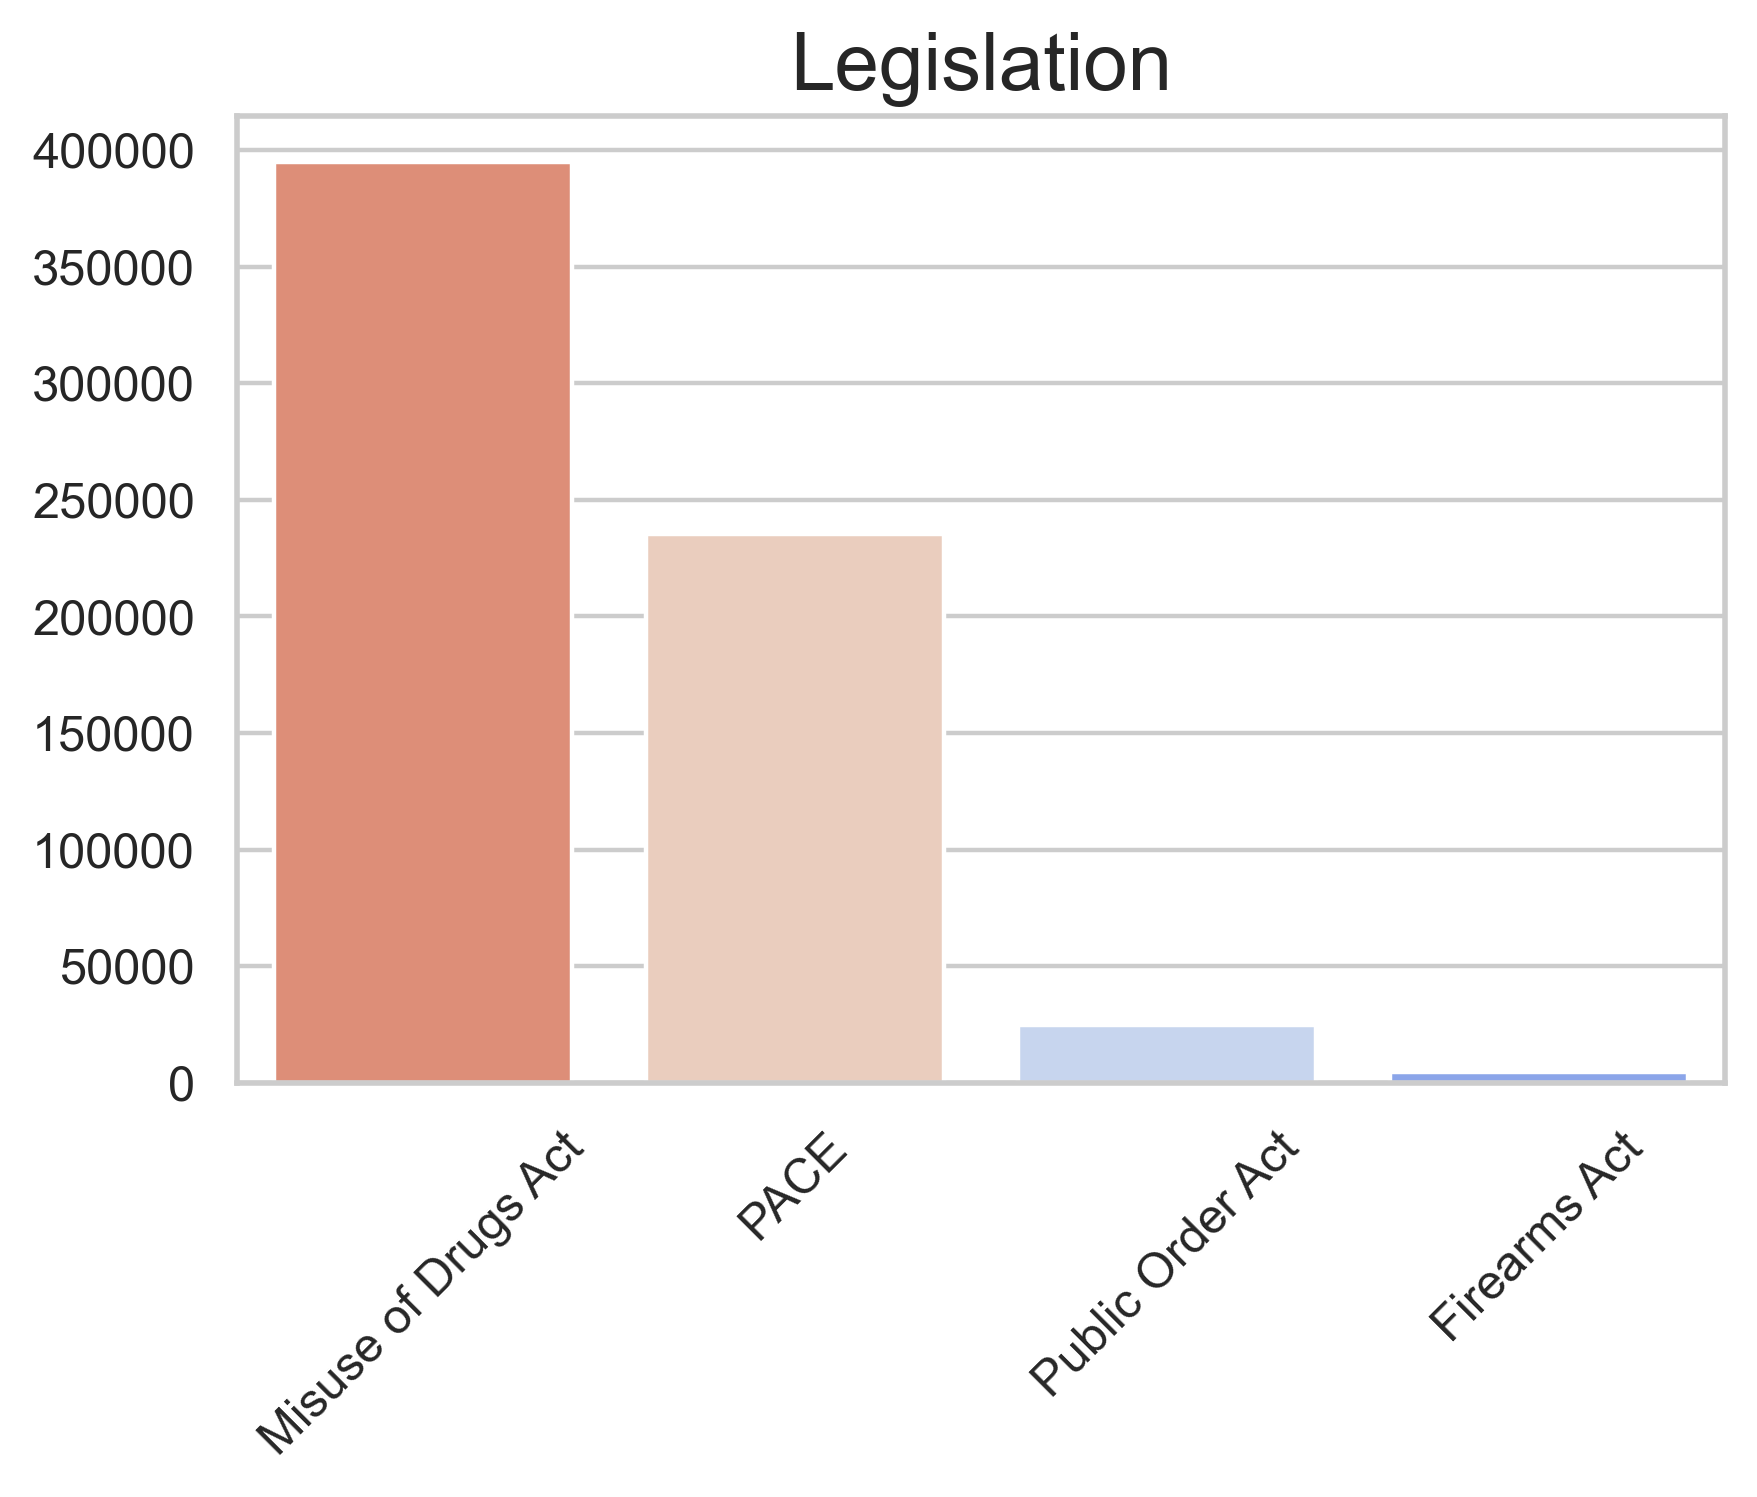 Legislation
400000
350000
300000
250000
200000
150000
100000
50000
0
Misuse of Drugs Act
PACE
Public Order Act
Firearms Act